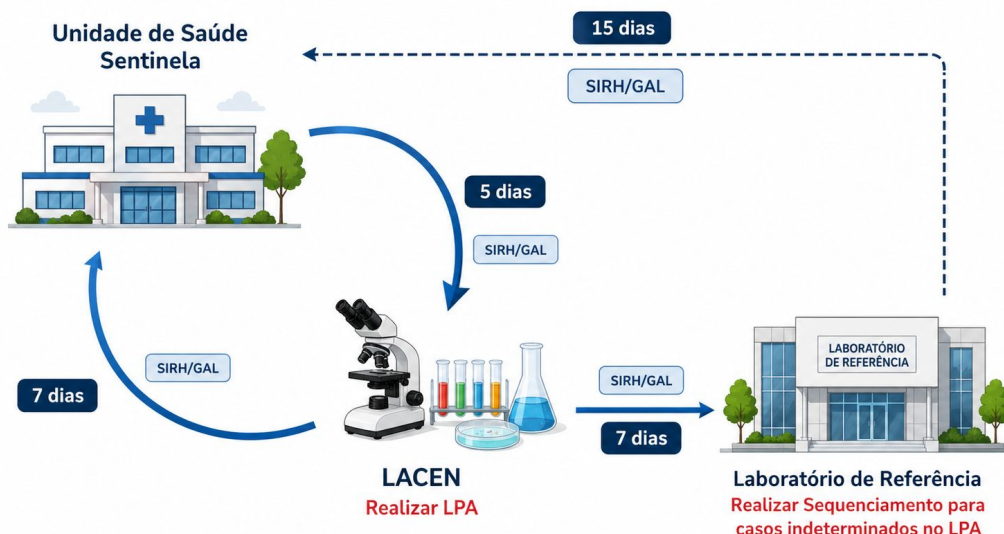 Unidade de Saúde
Sentinela
15 dias
SIRH/GAL
5 dias
SIRH/GAL
SIRH/GAL
7 dias
SIRH/GAL
7 dias
LABORATÓRIO
DE REFERÊNCIA
LACEN
Realizar LPA
Laboratório de Referência
Realizar Sequenciamento para
casos indeterminados no LPA